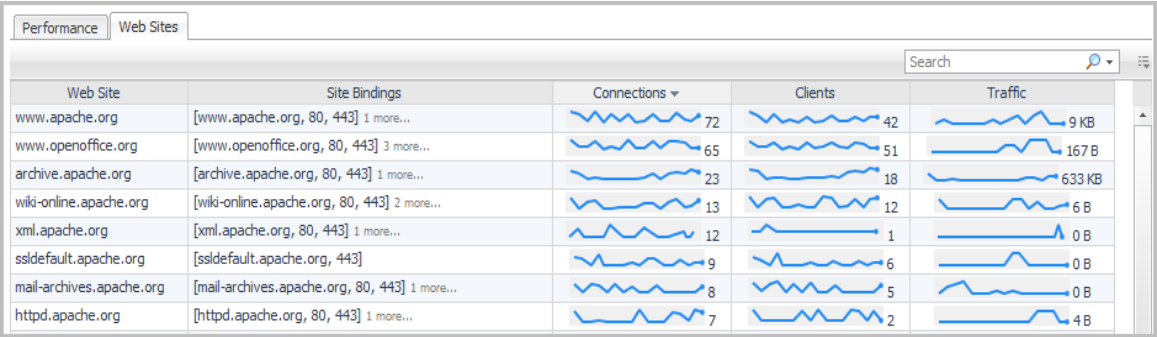 Performance Web Sites
Search
Web Site Site Bindings Connections Clients Traffic
www.apache.org [www.apache.org, 80, 443] 1 more... 72 42 9 KB
www.openoffice.org [www.openoffice.org, 80, 443] 3 more... 65 51 167 B
archive.apache.org [archive.apache.org, 80, 443] 1 more... 23 18 633 KB
wiki-online.apache.org [wiki-online.apache.org, 80, 443] 2 more... 13 12 6 B
xml.apache.org [xml.apache.org, 80, 443] 1 more... 12 1 0 B
ssldefault.apache.org [ssldefault.apache.org, 443] 9 6 0 B
mail-archives.apache.org [mail-archives.apache.org, 80, 443] 1 more... 8 5 0 B
httpd.apache.org [httpd.apache.org, 80, 443] 1 more... 7 2 4 B